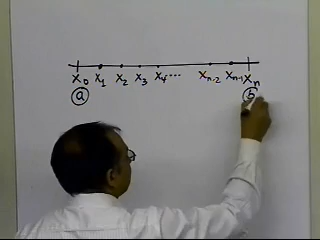 x₀ x₁ x₂ x₃ x₄ .... xₙ₋₂ xₙ₋₁ xₙ
a b